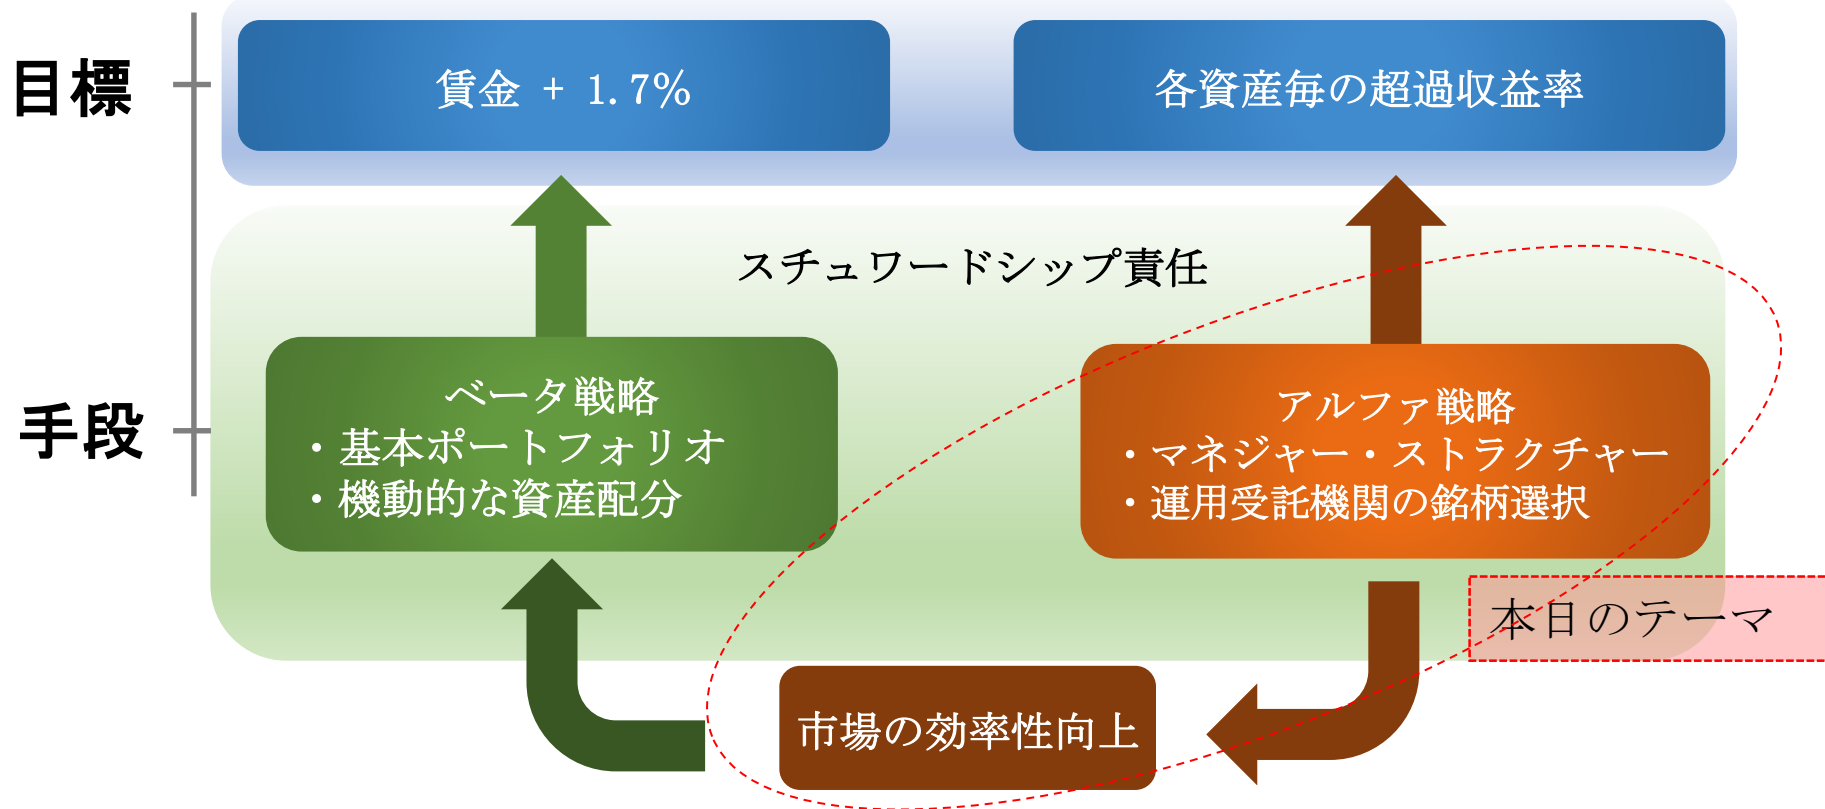 目標
賃金 + 1.7%
各資産毎の超過収益率
スチュワードシップ責任
手段
ベータ戦略
・基本ポートフォリオ
・機動的な資産配分
アルファ戦略
・マネジャー・ストラクチャー
・運用受託機関の銘柄選択
本日のテーマ
市場の効率性向上